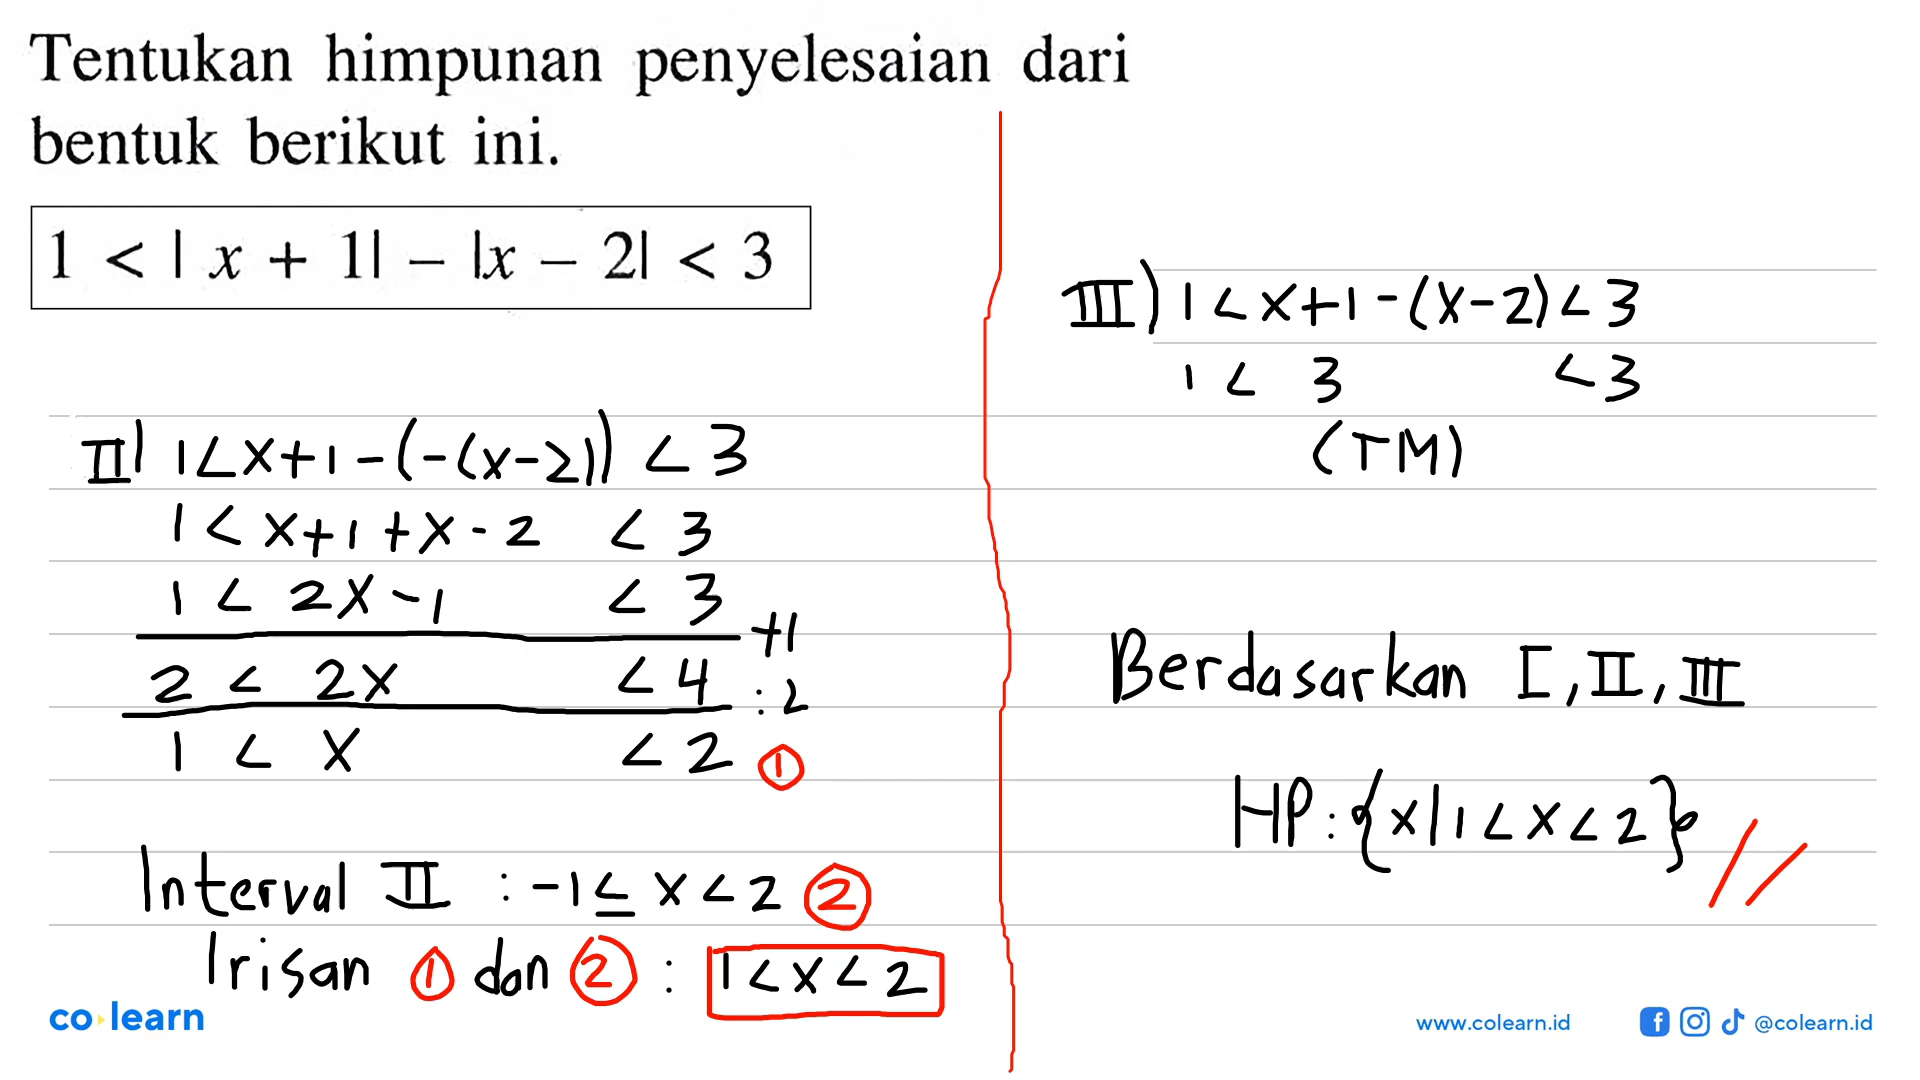 Tentukan himpunan penyelesaian dari
bentuk berikut ini.
1 < | x + 1| – |x – 2| < 3
II) 1 < x+1 - (-(x-2)) < 3
1 < x+1+x-2 < 3
1 < 2x-1 < 3
+1
2 < 2x < 4
:2
1 < x < 2 ①
Interval II : -1 ≤ x < 2 ②
Irisan ① dan ② : 1 < x < 2
III) 1 < x+1-(x-2) < 3
1 < 3 < 3
(TM)
Berdasarkan I, II, III
HP: {x|1 < x < 2}
co learn
www.colearn.id
@colearn.id